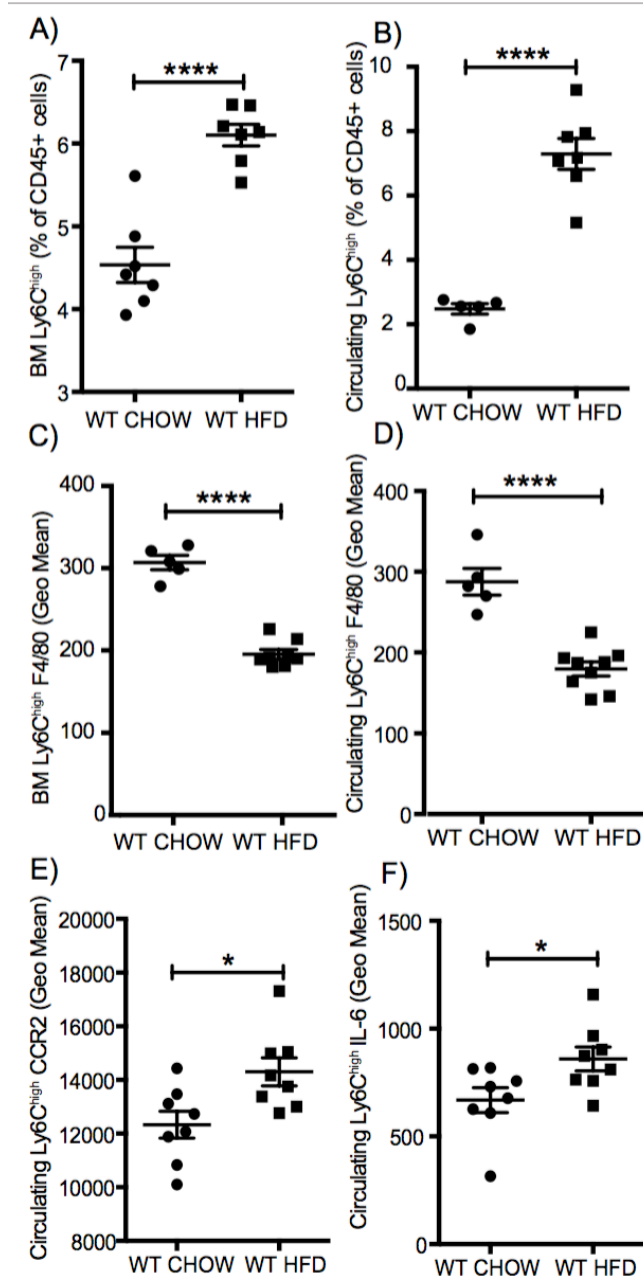 A)
BM Ly6Chigh (% of CD45+ cells)
7
6
5
4
3
****
WT CHOW WT HFD
B)
Circulating Ly6Chigh (% of CD45+ cells)
10
8
6
4
2
0
****
WT CHOW WT HFD
C)
BM Ly6Chigh F4/80 (Geo Mean)
400
300
200
100
0
****
WT CHOW WT HFD
D)
Circulating Ly6Chigh F4/80 (Geo Mean)
400
300
200
100
0
****
WT CHOW WT HFD
E)
Circulating Ly6Chigh CCR2 (Geo Mean)
20000
18000
16000
14000
12000
10000
8000
*
WT CHOW WT HFD
F)
Circulating Ly6Chigh IL-6 (Geo Mean)
1500
1000
500
0
*
WT CHOW WT HFD